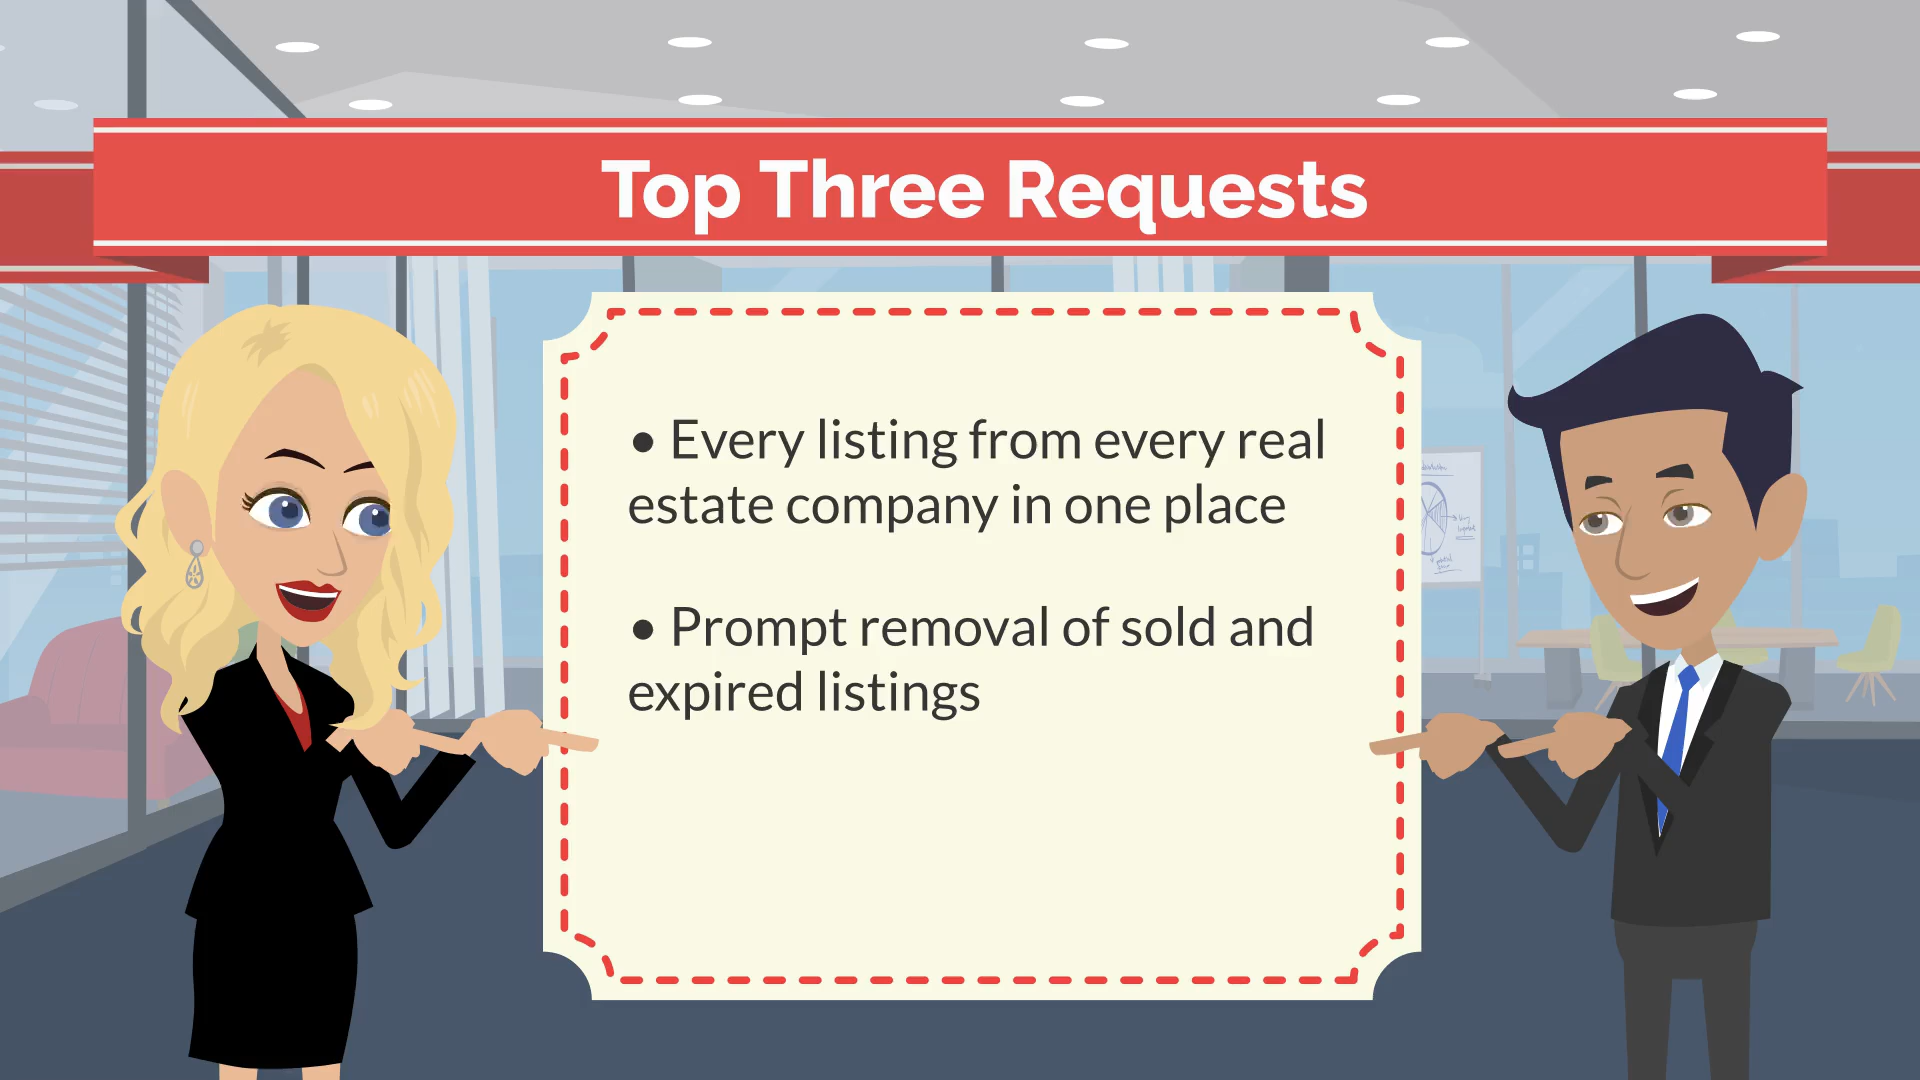 Top Three Requests
• Every listing from every real
estate company in one place
• Prompt removal of sold and
expired listings